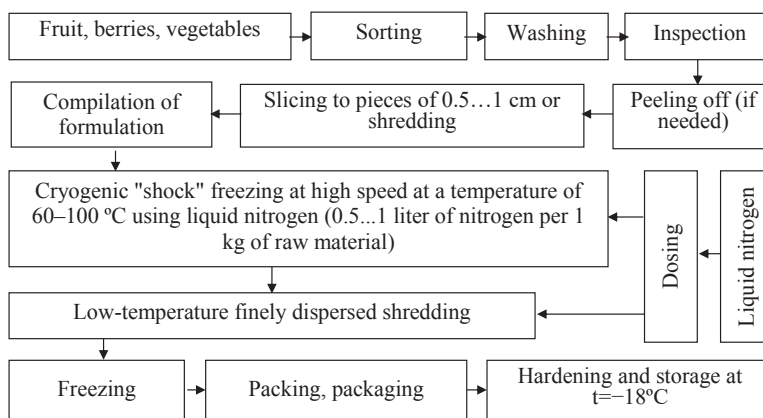 Fruit, berries, vegetables
Sorting
Washing
Inspection
Compilation of
formulation
Slicing to pieces of 0.5…1 cm or
shredding
Peeling off (if
needed)
Cryogenic "shock" freezing at high speed at a temperature of
60–100 ºC using liquid nitrogen (0.5...1 liter of nitrogen per 1
kg of raw material)
Dosing
Liquid nitrogen
Low-temperature finely dispersed shredding
Freezing
Packing, packaging
Hardening and storage at
t=−18ºC